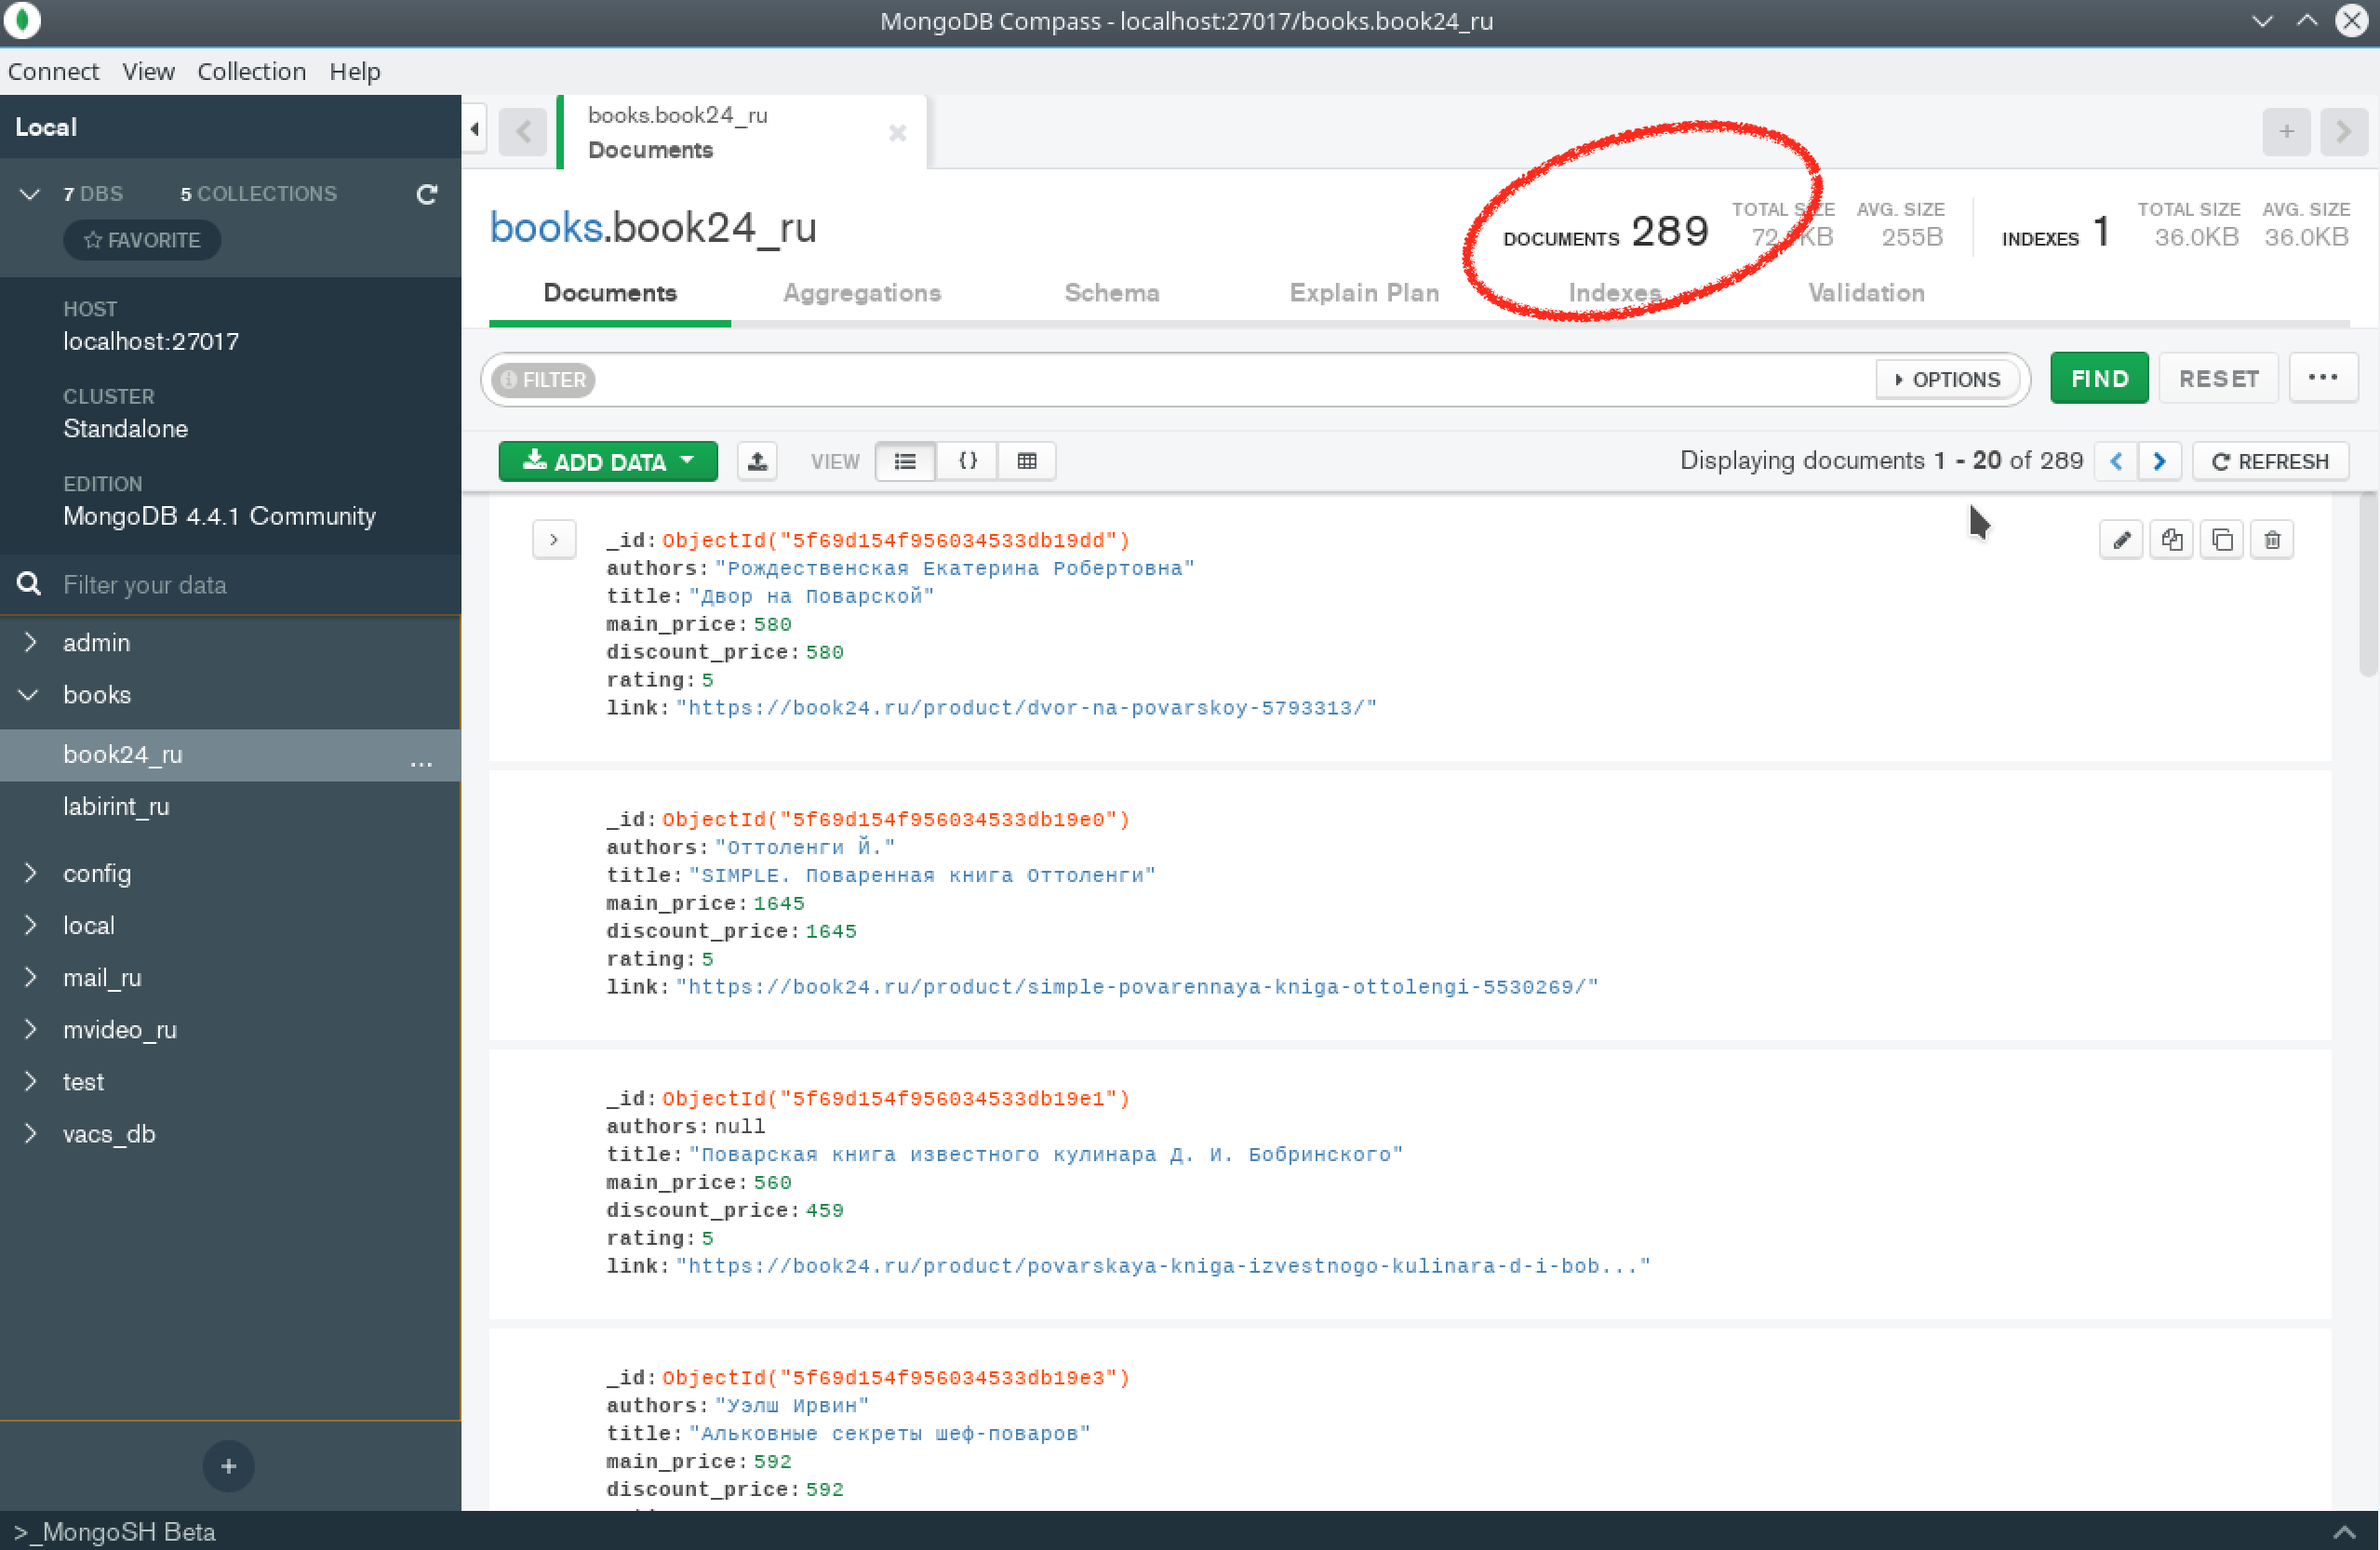 MongoDB Compass - localhost:27017/books.book24_ru
Connect View Collection Help
Local
7 DBS 5 COLLECTIONS
FAVORITE
HOST
localhost:27017
CLUSTER
Standalone
EDITION
MongoDB 4.4.1 Community
Filter your data
admin
books
book24_ru ...
labirint_ru
config
local
mail_ru
mvideo_ru
test
vacs_db
>_MongoSH Beta
books.book24_ru
Documents
books.book24_ru
DOCUMENTS 289 TOTAL SIZE AVG. SIZE 255B
INDEXES 1 TOTAL SIZE 36.0KB AVG. SIZE 36.0KB
Documents Aggregations Schema Explain Plan Indexes Validation
FILTER OPTIONS FIND RESET ...
ADD DATA VIEW {} Displaying documents 1 - 20 of 289 REFRESH
_id: ObjectId("5f69d154f956034533db19dd")
authors: "Рождественская Екатерина Робертовна"
title: "Двор на Поварской"
main_price: 580
discount_price: 580
rating: 5
link: "https://book24.ru/product/dvor-na-povarskoy-5793313/"
_id: ObjectId("5f69d154f956034533db19e0")
authors: "Оттоленги Й."
title: "SIMPLE. Поваренная книга Оттоленги"
main_price: 1645
discount_price: 1645
rating: 5
link: "https://book24.ru/product/simple-povarennaya-kniga-ottolengi-5530269/"
_id: ObjectId("5f69d154f956034533db19e1")
authors: null
title: "Поварская книга известного кулинара Д. И. Бобринского"
main_price: 560
discount_price: 459
rating: 5
link: "https://book24.ru/product/povarskaya-kniga-izvestnogo-kulinara-d-i-bob..."
_id: ObjectId("5f69d154f956034533db19e3")
authors: "Уэлш Ирвин"
title: "Альковные секреты шеф-поваров"
main_price: 592
discount_price: 592